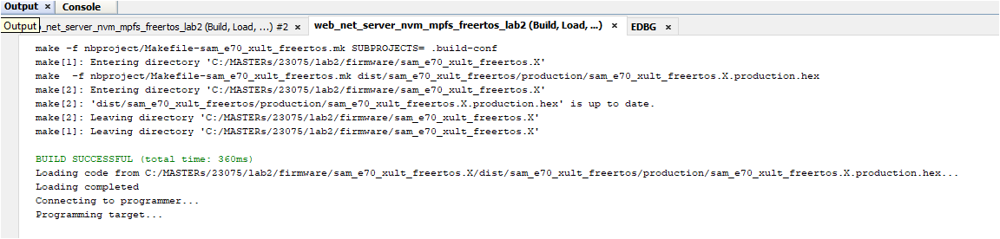 Output × Console
Output
_net_server_nvm_mpfs_freertos_lab2 (Build, Load, ...) #2 × web_net_server_nvm_mpfs_freertos_lab2 (Build, Load, ...) × EDBG ×
make -f nbproject/Makefile-sam_e70_xult_freertos.mk SUBPROJECTS= .build-conf
make[1]: Entering directory 'C:/MASTERs/23075/lab2/firmware/sam_e70_xult_freertos.X'
make  -f nbproject/Makefile-sam_e70_xult_freertos.mk dist/sam_e70_xult_freertos/production/sam_e70_xult_freertos.X.production.hex
make[2]: Entering directory 'C:/MASTERs/23075/lab2/firmware/sam_e70_xult_freertos.X'
make[2]: 'dist/sam_e70_xult_freertos/production/sam_e70_xult_freertos.X.production.hex' is up to date.
make[2]: Leaving directory 'C:/MASTERs/23075/lab2/firmware/sam_e70_xult_freertos.X'
make[1]: Leaving directory 'C:/MASTERs/23075/lab2/firmware/sam_e70_xult_freertos.X'
BUILD SUCCESSFUL (total time: 360ms)
Loading code from C:/MASTERs/23075/lab2/firmware/sam_e70_xult_freertos.X/dist/sam_e70_xult_freertos/production/sam_e70_xult_freertos.X.production.hex...
Loading completed
Connecting to programmer...
Programming target...